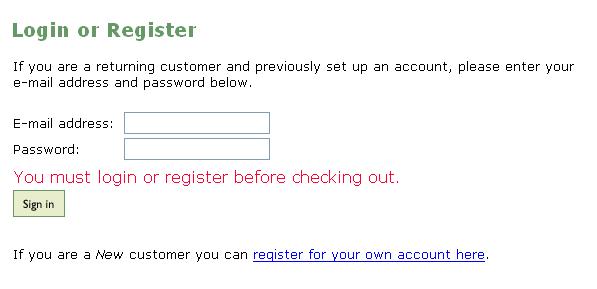 Login or Register
If you are a returning customer and previously set up an account, please enter your
e-mail address and password below.
E-mail address:
Password:
You must login or register before checking out.
Sign in
If you are a New customer you can register for your own account here.